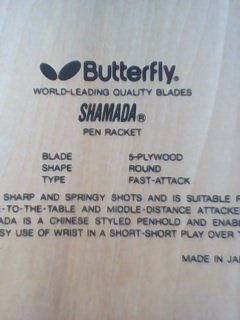 Butterfly®
WORLD-LEADING QUALITY BLADES
SHAMADA®
PEN RACKET
BLADE 5-PLYWOOD
SHAPE ROUND
TYPE FAST-ATTACK
SHARP AND SPRINGY SHOTS AND IS SUITABLE F
E-TO-THE-TABLE AND MIDDLE-DISTANCE ATTACKE
ADA IS A CHINESE STYLED PENHOLD AND ENABL
SY USE OF WRIST IN A SHORT-SHORT PLAY OVER
MADE IN JA